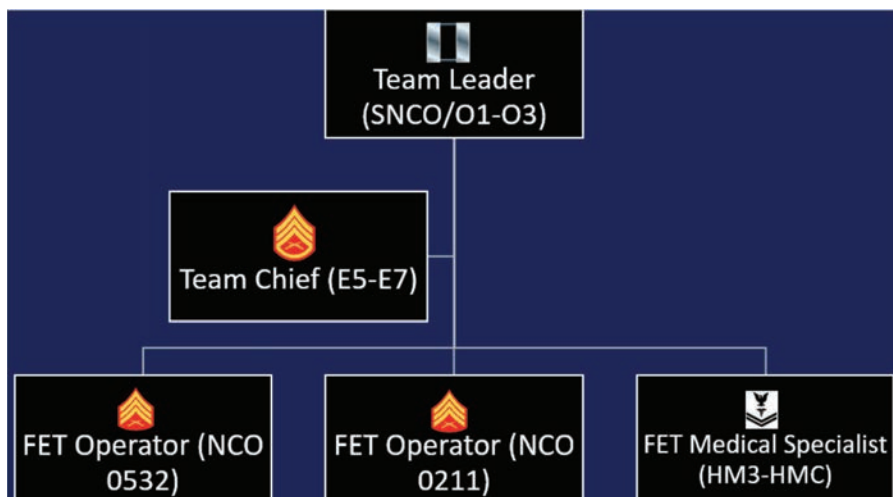 Team Leader
(SNCO/O1-O3)
Team Chief (E5-E7)
FET Operator (NCO
0532)
FET Operator (NCO
0211)
FET Medical Specialist
(HM3-HMC)